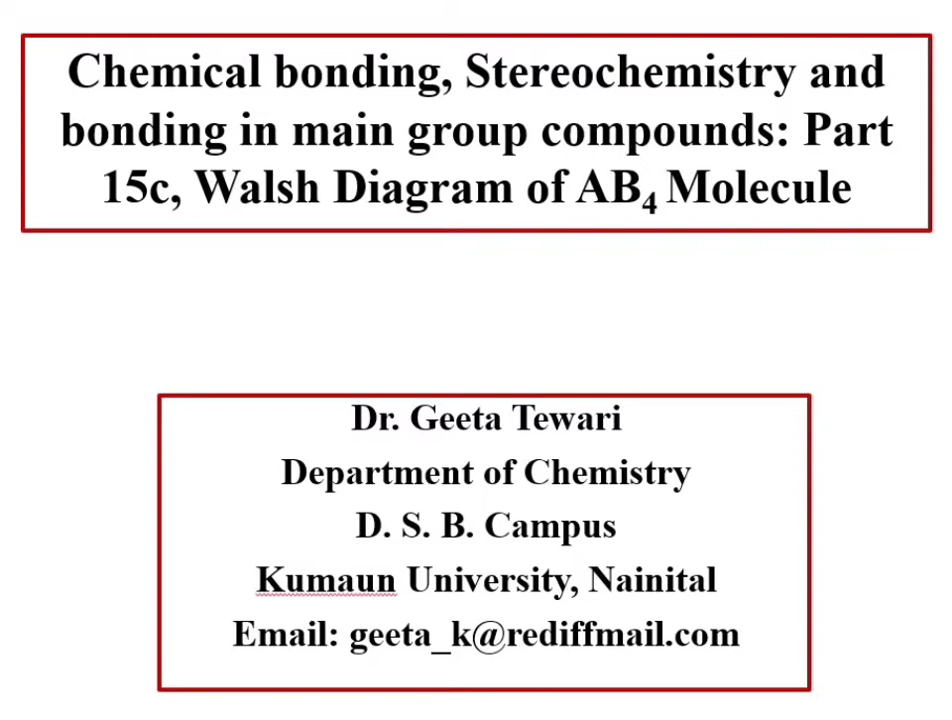 Chemical bonding, Stereochemistry and
bonding in main group compounds: Part
15c, Walsh Diagram of AB₄ Molecule
Dr. Geeta Tewari
Department of Chemistry
D. S. B. Campus
Kumaun University, Nainital
Email: geeta_k@rediffmail.com